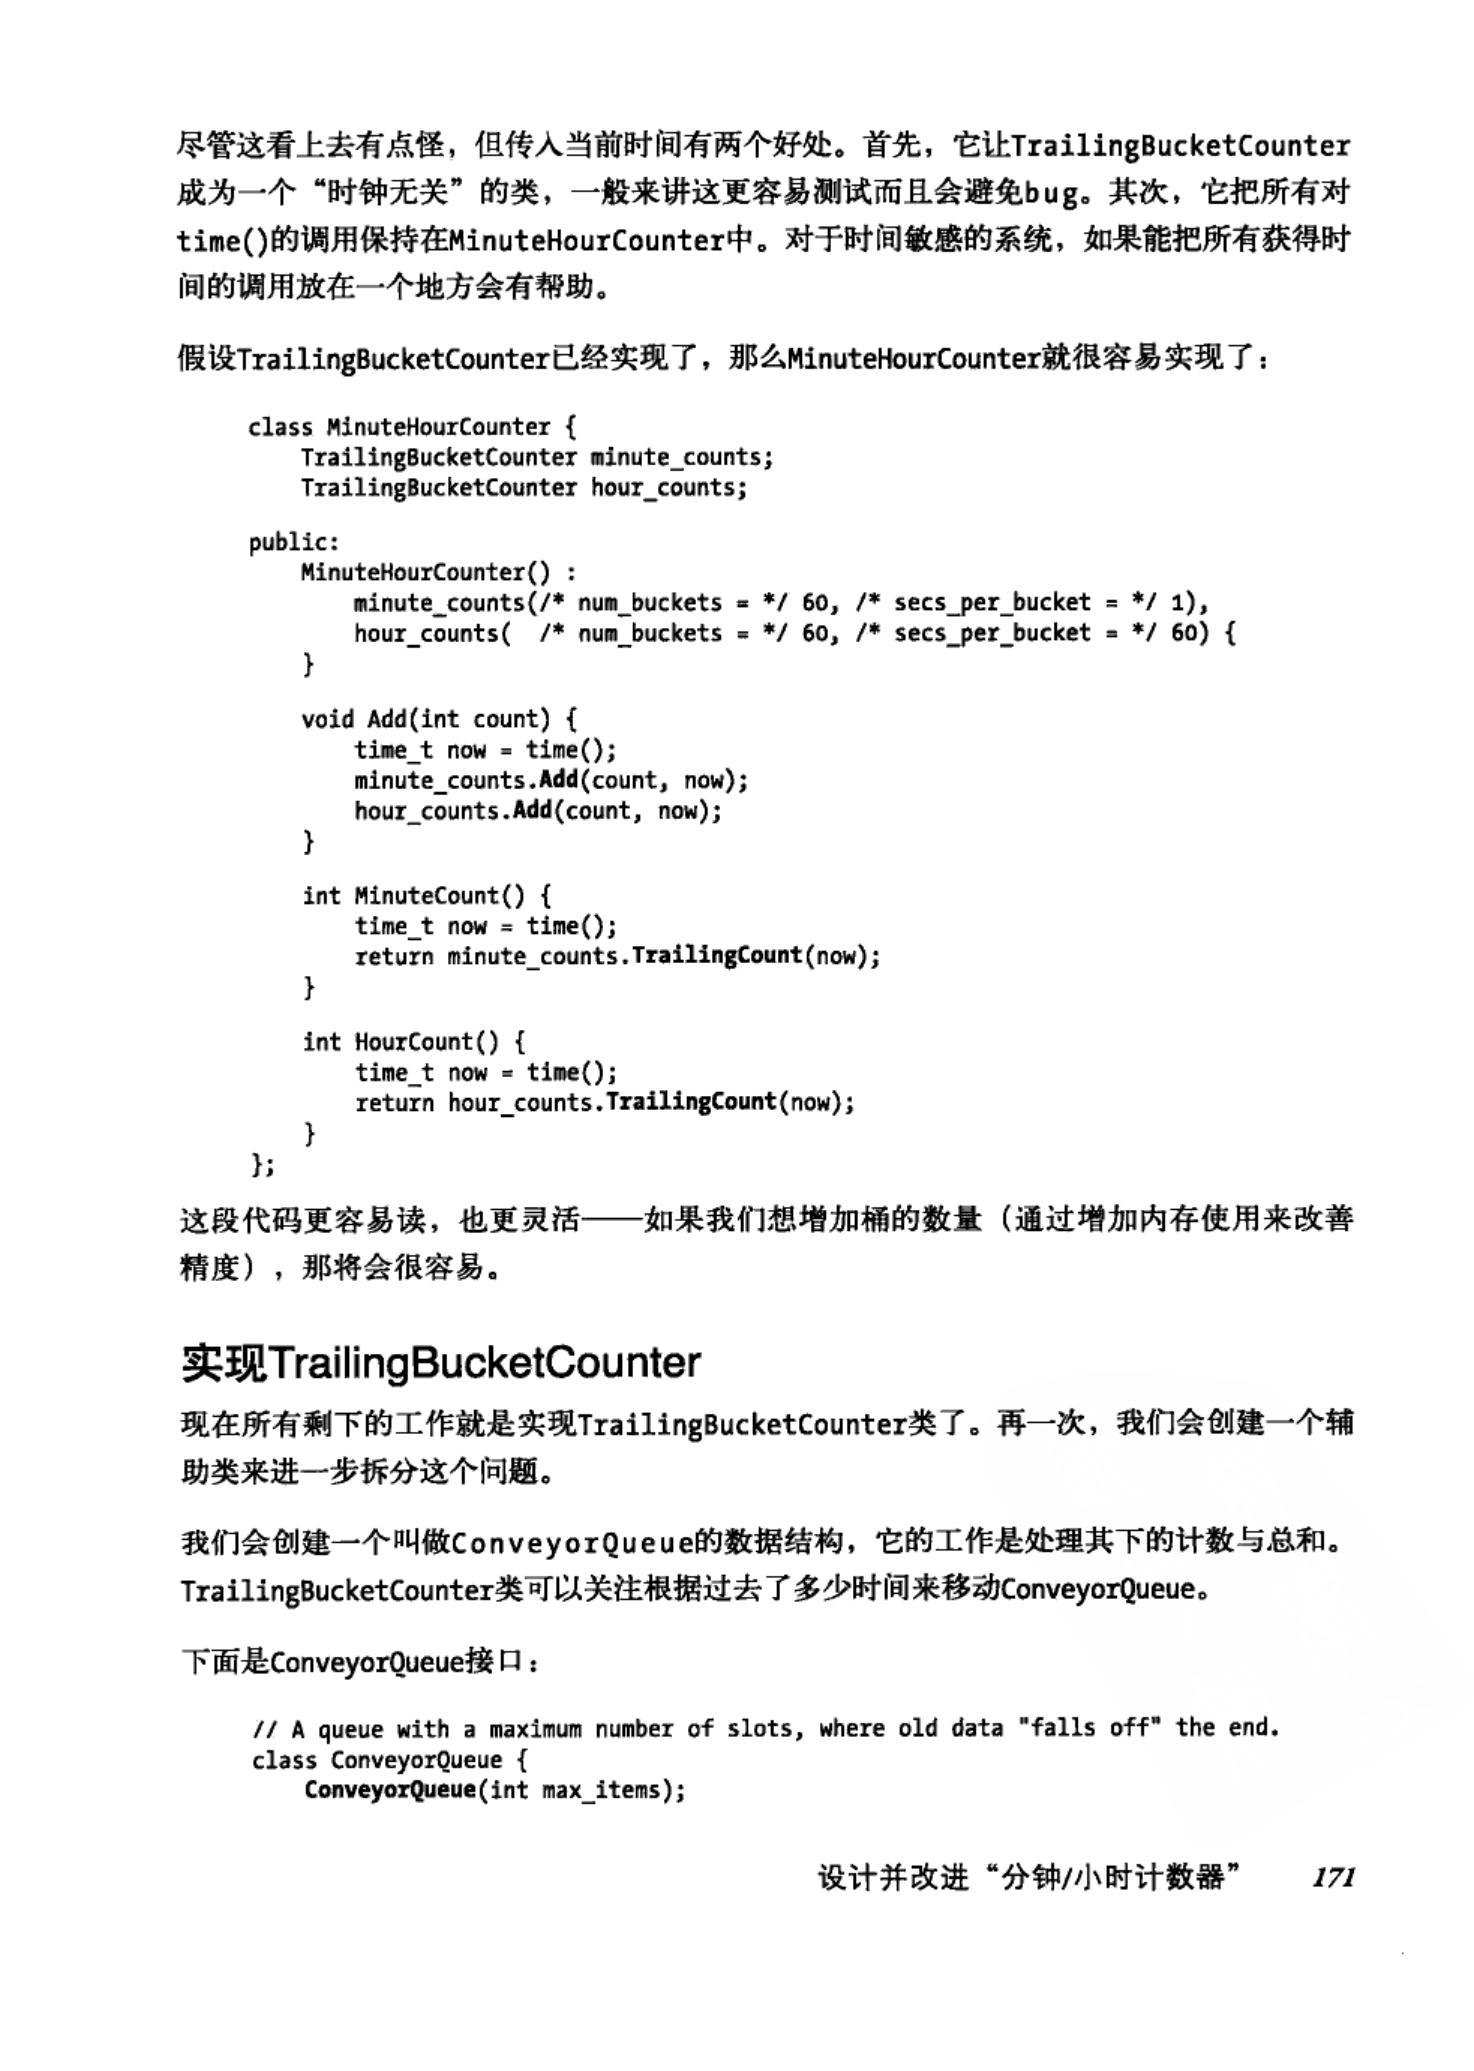 尽管这看上去有点怪，但传入当前时间有两个好处。首先，它让TrailingBucketCounter
成为一个“时钟无关”的类，一般来讲这更容易测试而且会避免bug。其次，它把所有对
time()的调用保持在MinuteHourCounter中。对于时间敏感的系统，如果能把所有获得时
间的调用放在一个地方会有帮助。
假设TrailingBucketCounter已经实现了，那么MinuteHourCounter就很容易实现了：
class MinuteHourCounter {
    TrailingBucketCounter minute_counts;
    TrailingBucketCounter hour_counts;
public:
    MinuteHourCounter() :
        minute_counts(/* num_buckets = */ 60, /* secs_per_bucket = */ 1),
        hour_counts(  /* num_buckets = */ 60, /* secs_per_bucket = */ 60) {
    }
    void Add(int count) {
        time_t now = time();
        minute_counts.Add(count, now);
        hour_counts.Add(count, now);
    }
    int MinuteCount() {
        time_t now = time();
        return minute_counts.TrailingCount(now);
    }
    int HourCount() {
        time_t now = time();
        return hour_counts.TrailingCount(now);
    }
};
这段代码更容易读，也更灵活——如果我们想增加桶的数量（通过增加内存使用来改善
精度），那将会很容易。
实现TrailingBucketCounter
现在所有剩下的工作就是实现TrailingBucketCounter类了。再一次，我们会创建一个辅
助类来进一步拆分这个问题。
我们会创建一个叫做ConveyorQueue的数据结构，它的工作是处理其下的计数与总和。
TrailingBucketCounter类可以关注根据过去了多少时间来移动ConveyorQueue。
下面是ConveyorQueue接口：
// A queue with a maximum number of slots, where old data "falls off" the end.
class ConveyorQueue {
    ConveyorQueue(int max_items);
设计并改进“分钟/小时计数器” 171